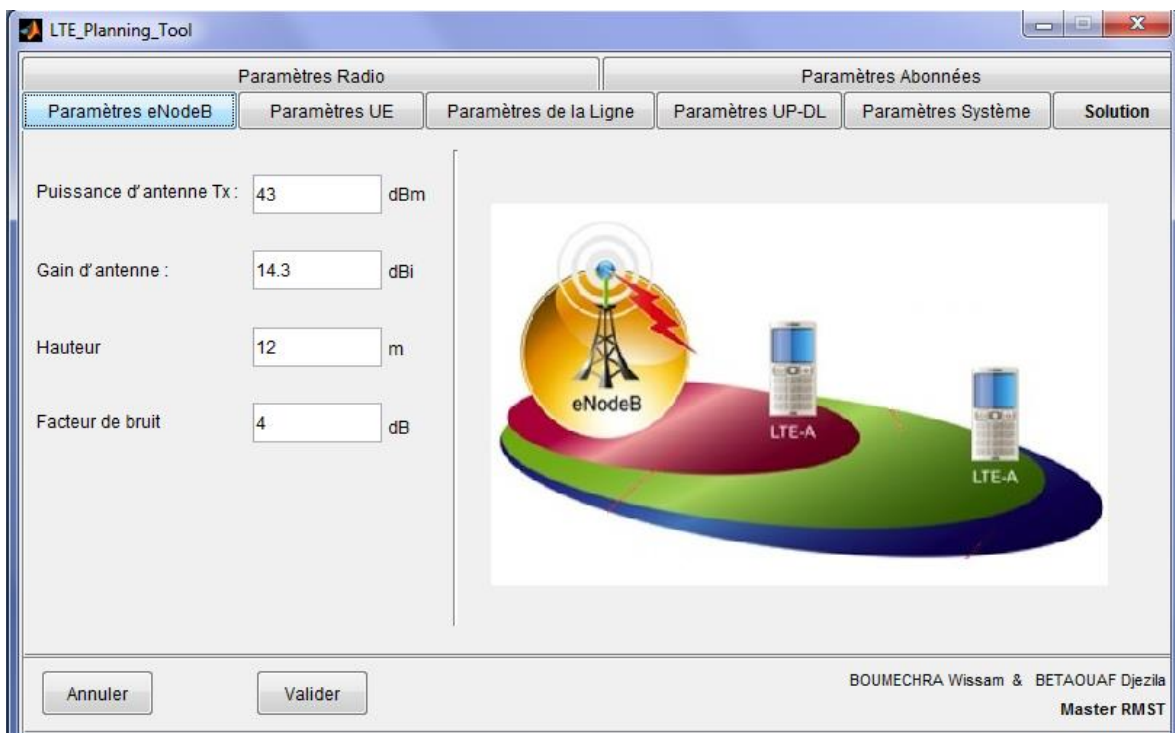 LTE_Planning_Tool
Paramètres Radio
Paramètres Abonnées
Paramètres eNodeB
Paramètres UE
Paramètres de la Ligne
Paramètres UP-DL
Paramètres Système
Solution
Puissance d'antenne Tx : 43 dBm
Gain d'antenne : 14.3 dBi
Hauteur 12 m
Facteur de bruit 4 dB
eNodeB
LTE-A
LTE-A
Annuler
Valider
BOUMECHRA Wissam & BETAOUAF Djezila
Master RMST